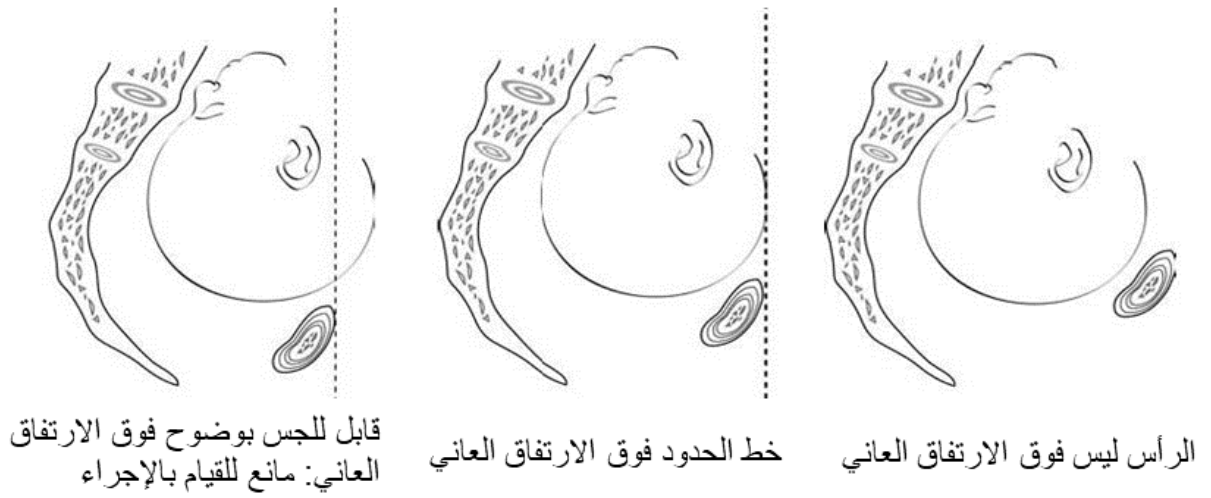 الرأس ليس فوق الارتفاق العاني
خط الحدود فوق الارتفاق العاني
قابل للجس بوضوح فوق الارتفاق
العاني: مانع للقيام بالإجراء